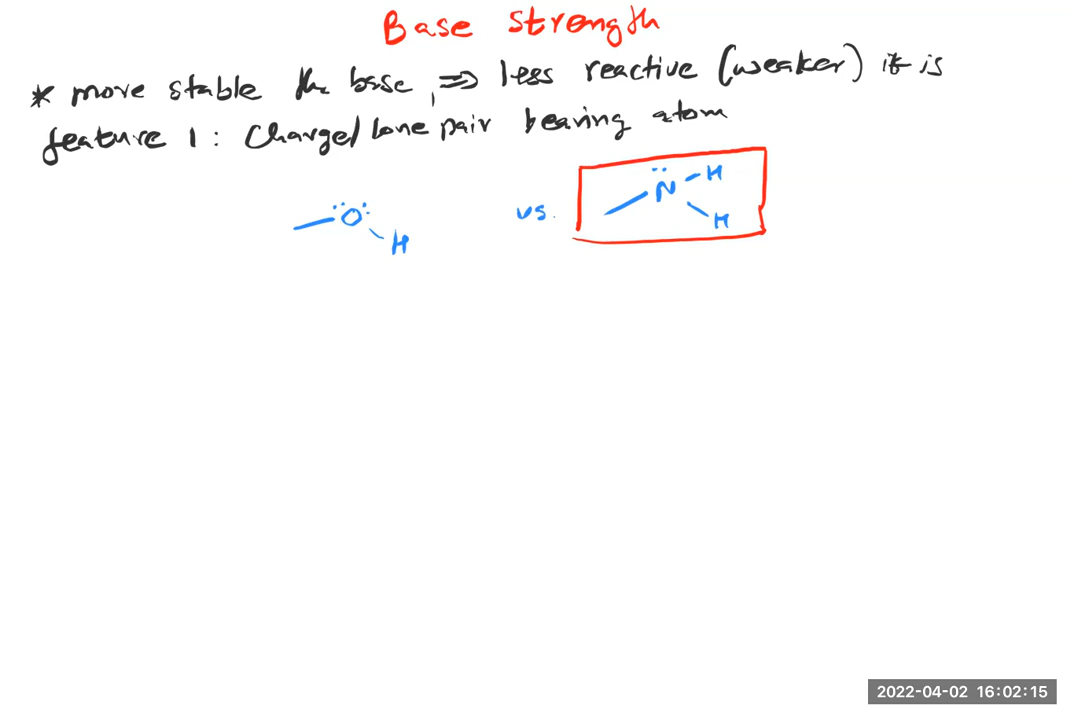 Base strength
* more stable the base, => less reactive (weaker) it is
feature 1: Charged/lone pair bearing atom
:O: H vs. N H H
2022-04-02 16:02:15